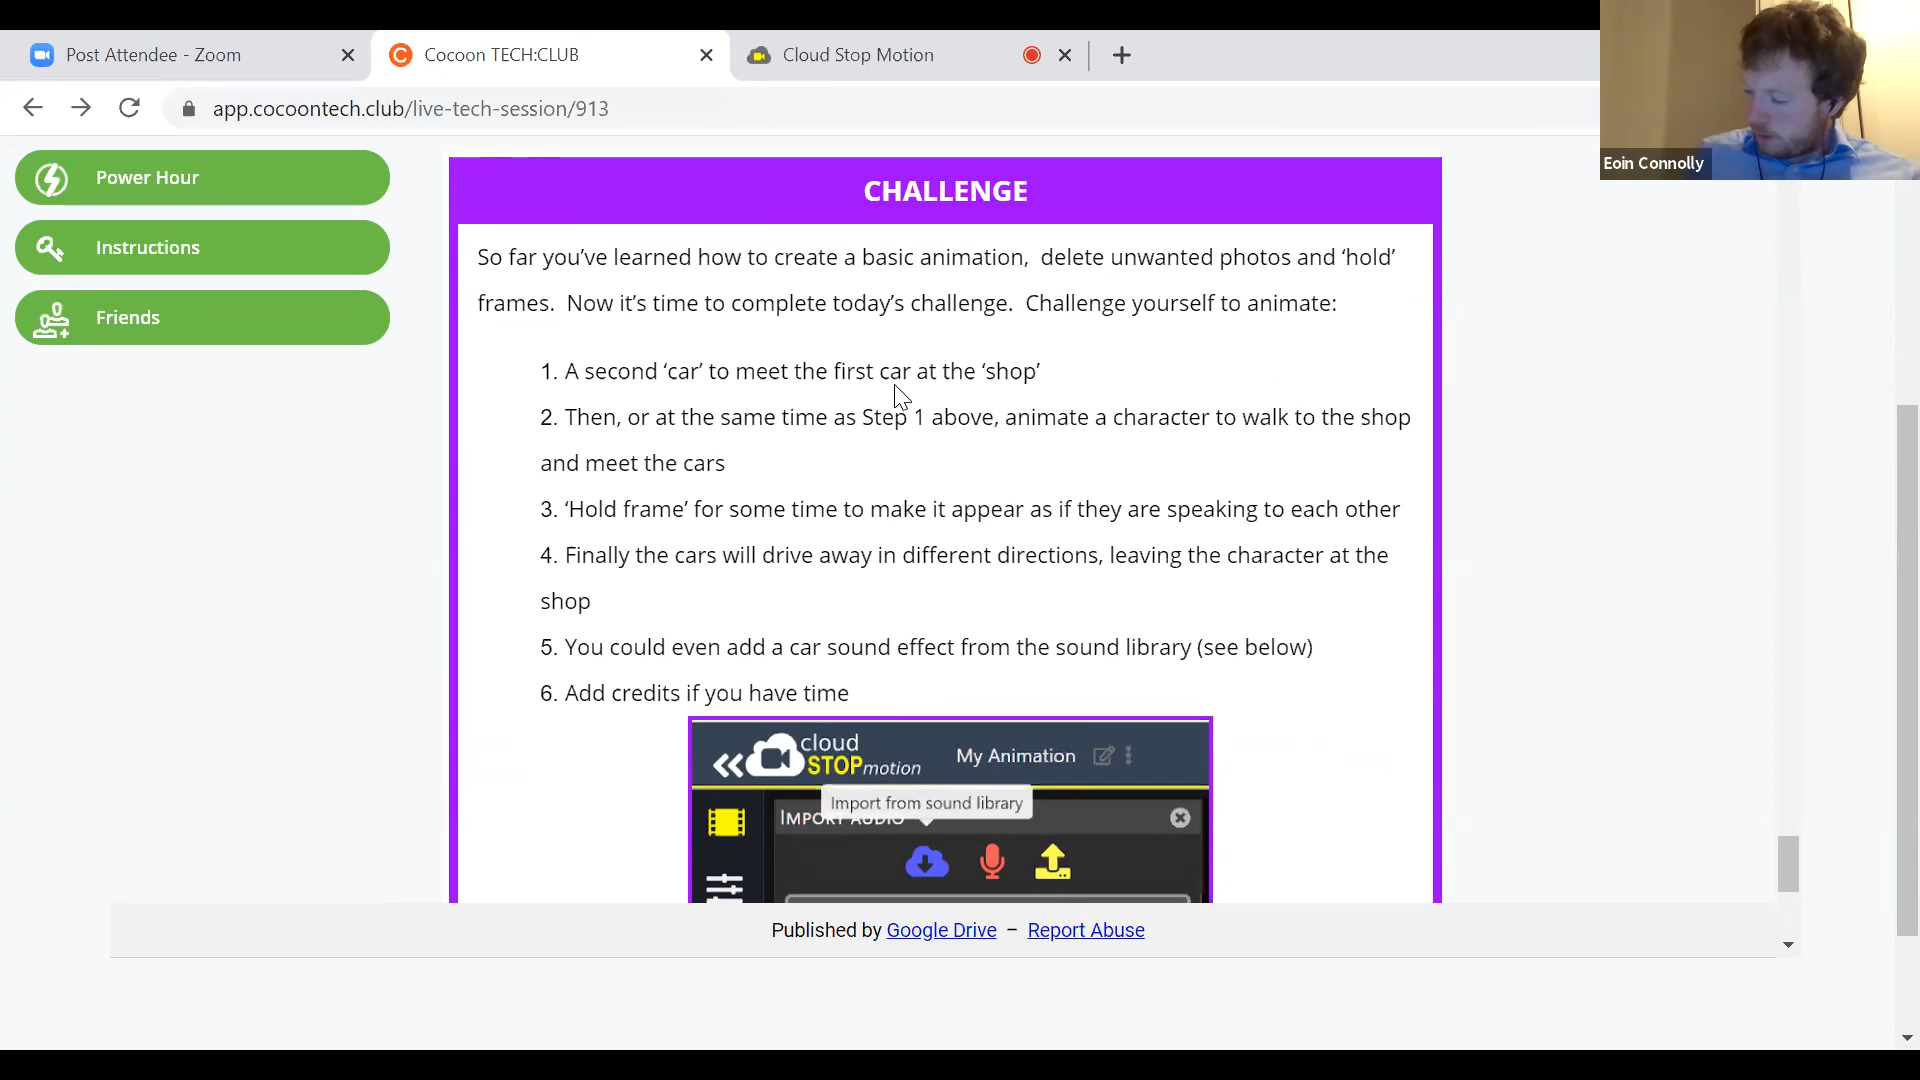 Post Attendee - Zoom
Cocoon TECH:CLUB
Cloud Stop Motion
app.cocoontech.club/live-tech-session/913
Eoin Connolly
Power Hour
Instructions
Friends
CHALLENGE
So far you’ve learned how to create a basic animation,  delete unwanted photos and ‘hold’
frames.  Now it’s time to complete today’s challenge.  Challenge yourself to animate:
1. A second ‘car’ to meet the first car at the ‘shop’
2. Then, or at the same time as Step 1 above, animate a character to walk to the shop
and meet the cars
3. ‘Hold frame’ for some time to make it appear as if they are speaking to each other
4. Finally the cars will drive away in different directions, leaving the character at the
shop
5. You could even add a car sound effect from the sound library (see below)
6. Add credits if you have time
cloud
STOPmotion
My Animation
Import from sound library
IMPORT AUDIO
Published by Google Drive – Report Abuse